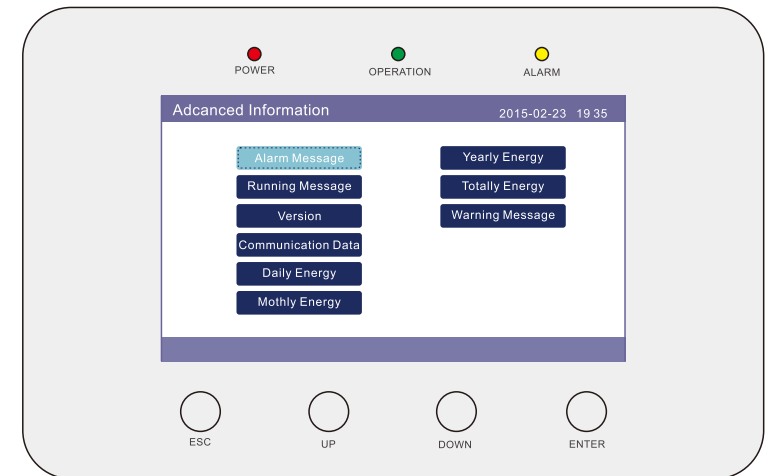 POWER
OPERATION
ALARM
Adcanced Information
2015-02-23 19 35
Alarm Message
Running Message
Version
Communication Data
Daily Energy
Mothly Energy
Yearly Energy
Totally Energy
Warning Message
ESC
UP
DOWN
ENTER